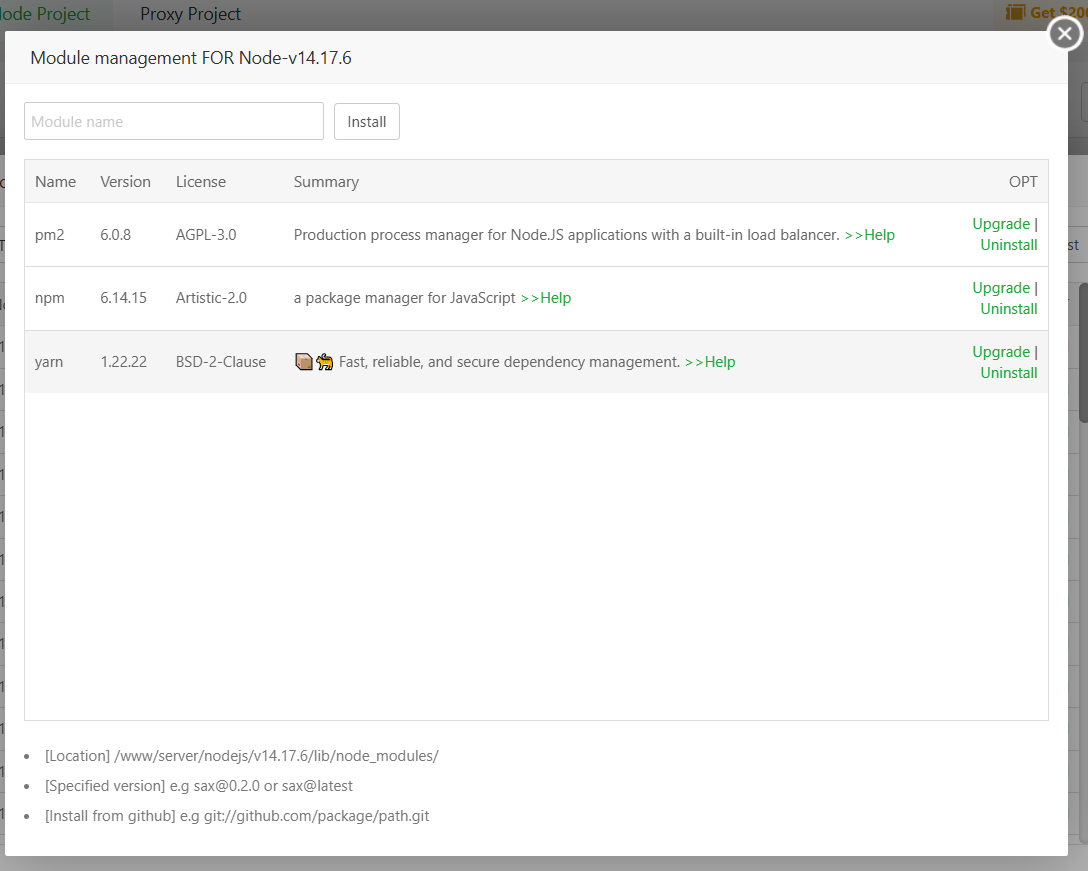 Node Project Proxy Project Get $200
Module management FOR Node-v14.17.6
Module name Install
Name Version License Summary OPT
pm2 6.0.8 AGPL-3.0 Production process manager for Node.JS applications with a built-in load balancer. >>Help Upgrade | Uninstall
npm 6.14.15 Artistic-2.0 a package manager for JavaScript >>Help Upgrade | Uninstall
yarn 1.22.22 BSD-2-Clause 📦🐈 Fast, reliable, and secure dependency management. >>Help Upgrade | Uninstall
[Location] /www/server/nodejs/v14.17.6/lib/node_modules/
[Specified version] e.g sax@0.2.0 or sax@latest
[Install from github] e.g git://github.com/package/path.git